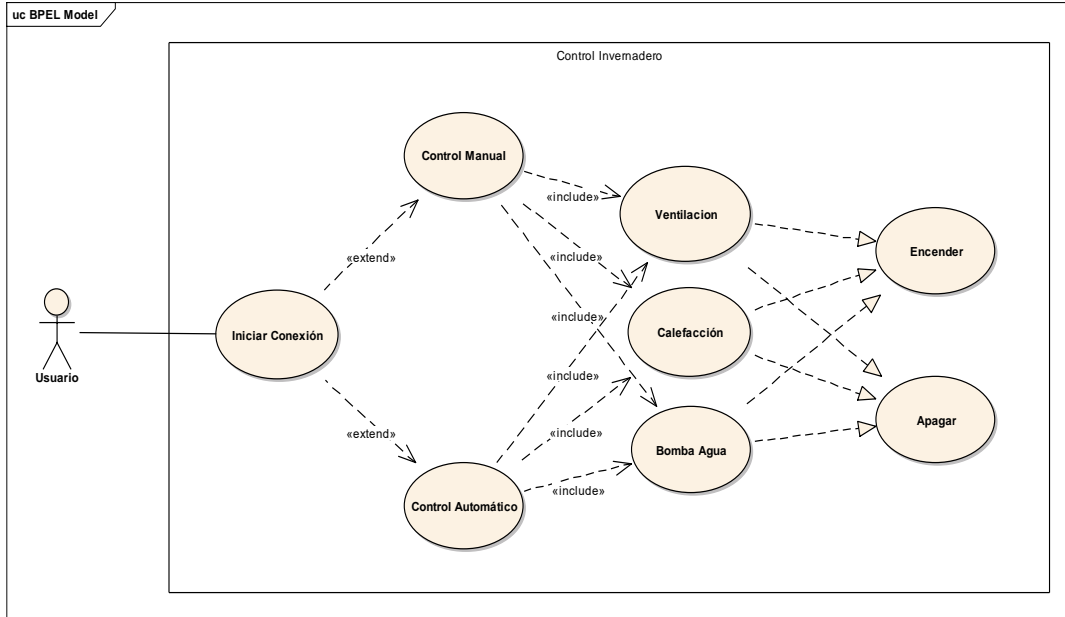 uc BPEL Model
Control Invernadero
Control Manual
«include»
Ventilacion
Encender
«extend»
«include»
Iniciar Conexión
«include»
Calefacción
Usuario
«include»
«extend»
«include»
Bomba Agua
Apagar
Control Automático
«include»